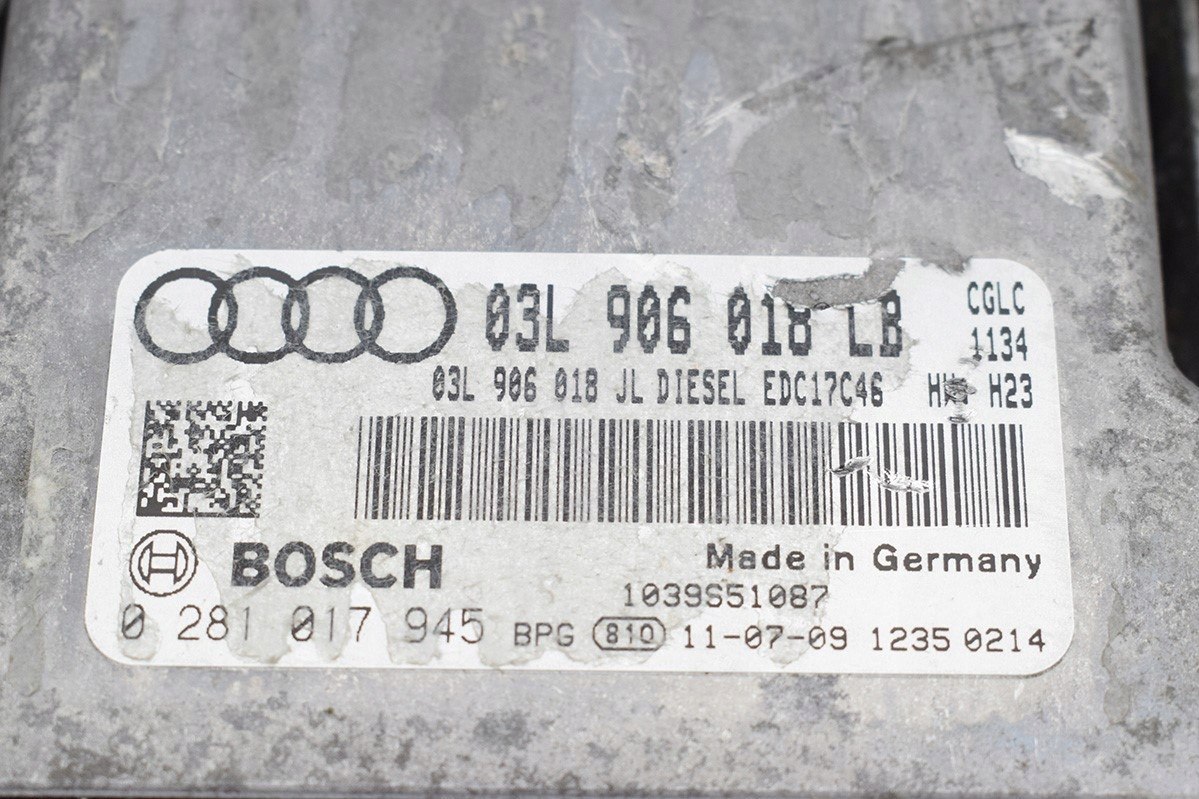 03L 906 018 LB
CGLC
1134
03L 906 018 JL DIESEL EDC17C46 H23
BOSCH
Made in Germany
1039S51087
0 281 017 945 BPG 810 11-07-09 1235 0214